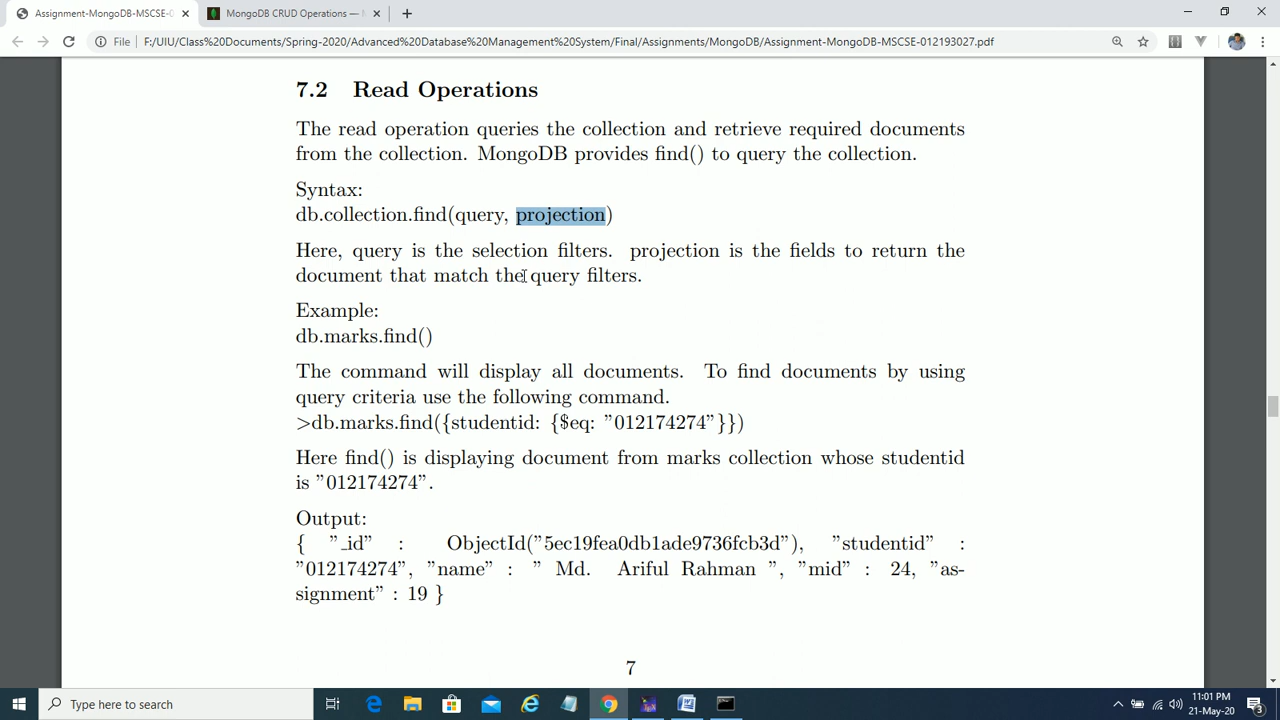 Assignment-MongoDB-MSCSE-0
MongoDB CRUD Operations — M
File
F:/UIU/Class%20Documents/Spring-2020/Advanced%20Database%20Management%20System/Final/Assignments/MongoDB/Assignment-MongoDB-MSCSE-012193027.pdf
7.2 Read Operations
The read operation queries the collection and retrieve required documents
from the collection. MongoDB provides find() to query the collection.
Syntax:
db.collection.find(query, projection)
Here, query is the selection filters. projection is the fields to return the
document that match the query filters.
Example:
db.marks.find()
The command will display all documents. To find documents by using
query criteria use the following command.
>db.marks.find({studentid: {$eq: ”012174274”}})
Here find() is displaying document from marks collection whose studentid
is ”012174274”.
Output:
{ ”_id” : ObjectId(”5ec19fea0db1ade9736fcb3d”), ”studentid” :
”012174274”, ”name” : ” Md. Ariful Rahman ”, ”mid” : 24, ”as-
signment” : 19 }
7
Type here to search
11:01 PM
21-May-20
3